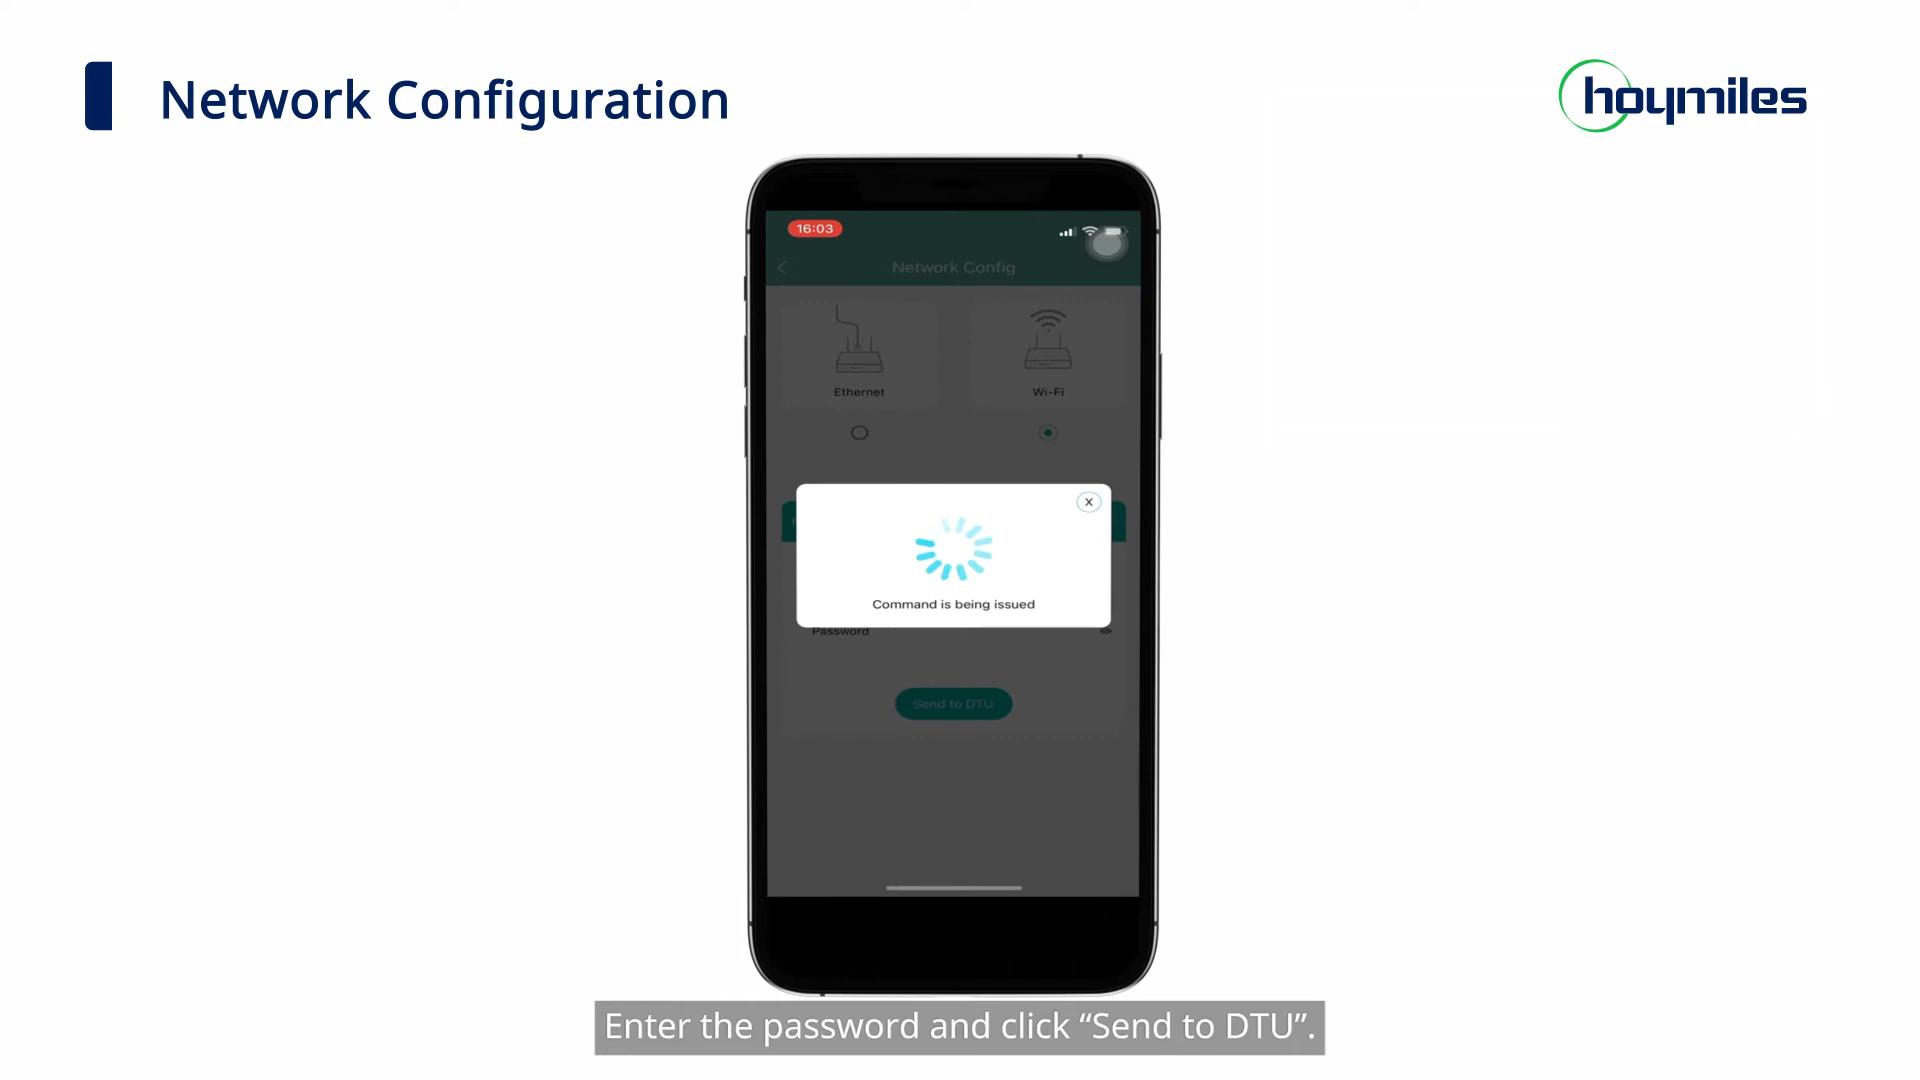 Network Configuration
hoymiles
16:03
Network Config
Ethernet
Wi-Fi
X
Command is being issued
Password
Send to DTU
Enter the password and click “Send to DTU”.